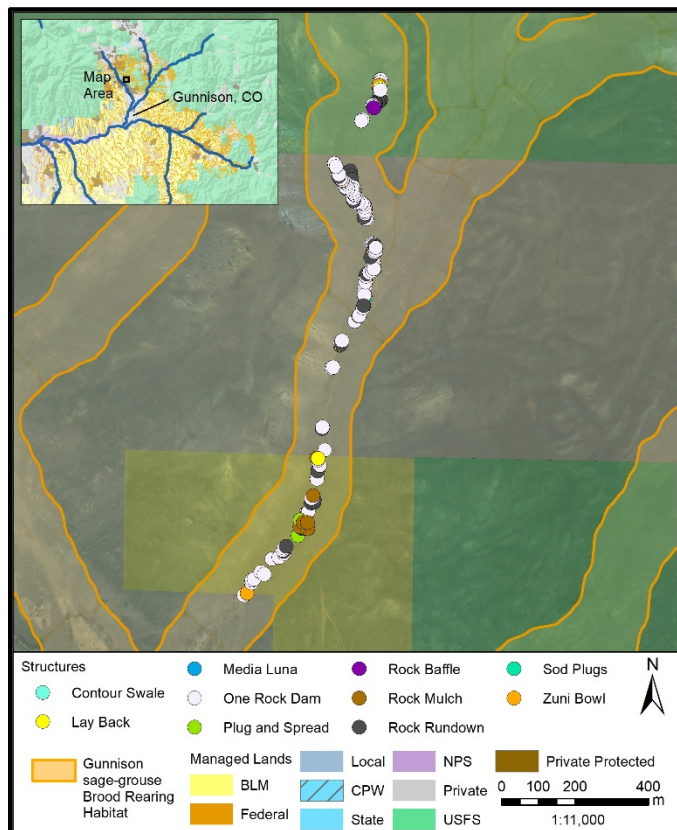 Map
Area
Gunnison, CO
Structures
Contour Swale
Lay Back
Media Luna
One Rock Dam
Plug and Spread
Rock Baffle
Rock Mulch
Rock Rundown
Sod Plugs
Zuni Bowl
N
Gunnison
sage-grouse
Brood Rearing
Habitat
Managed Lands
BLM
Federal
Local
CPW
State
NPS
Private
USFS
Private Protected
0 100 200 400
m
1:11,000